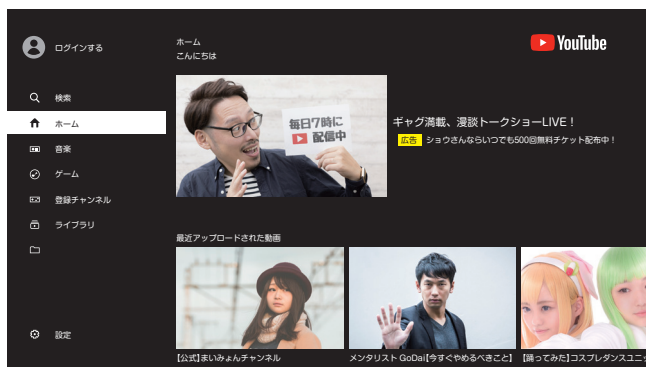 ログインする
検索
ホーム
音楽
ゲーム
登録チャンネル
ライブラリ
設定
ホーム
こんにちは
YouTube
毎日7時に
配信中
ギャグ満載、漫談トークショーLIVE！
広告 ショウさんならいつでも500回無料チケット配布中！
最近アップロードされた動画
【公式】まいみょんチャンネル
メンタリスト GoDai【今すぐやめるべきこと】
【踊ってみた】コスプレダンスユニッ